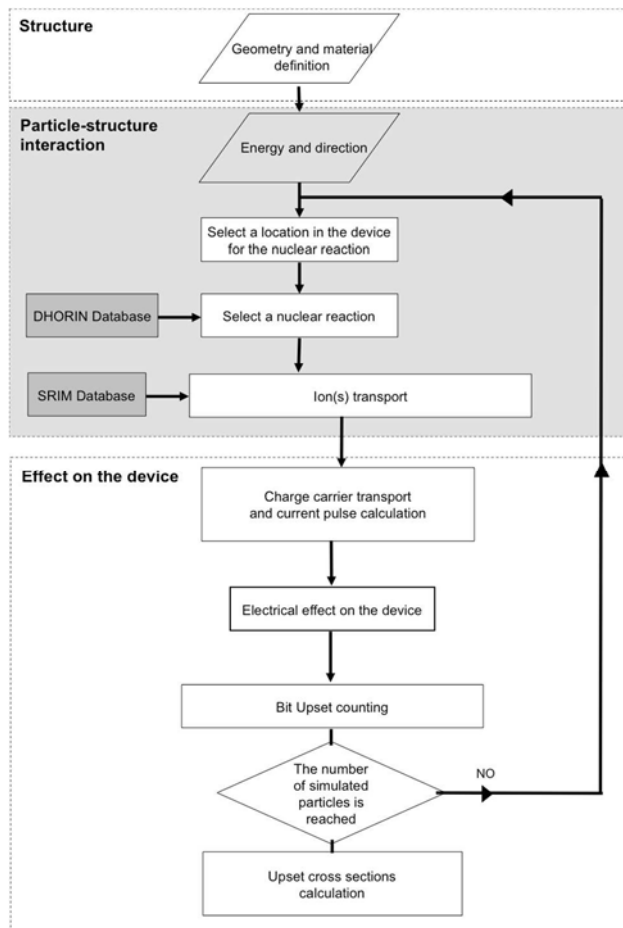 Structure
Geometry and material
definition
Particle-structure
interaction
Energy and direction
Select a location in the device
for the nuclear reaction
DHORIN Database
Select a nuclear reaction
SRIM Database
Ion(s) transport
Effect on the device
Charge carrier transport
and current pulse calculation
Electrical effect on the device
Bit Upset counting
The number
of simulated
particles is
reached
NO
Upset cross sections
calculation